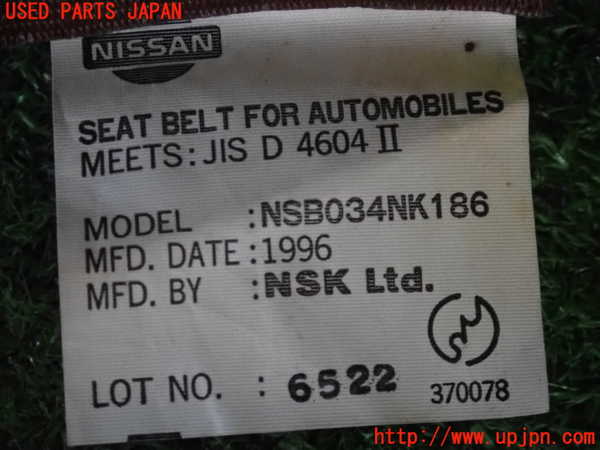 USED PARTS JAPAN
NISSAN
SEAT BELT FOR AUTOMOBILES
MEETS: JIS D 4604 II
MODEL :NSB034NK186
MFD. DATE :1996
MFD. BY :NSK Ltd.
LOT NO. : 6522
370078
http://www.upjpn.com/